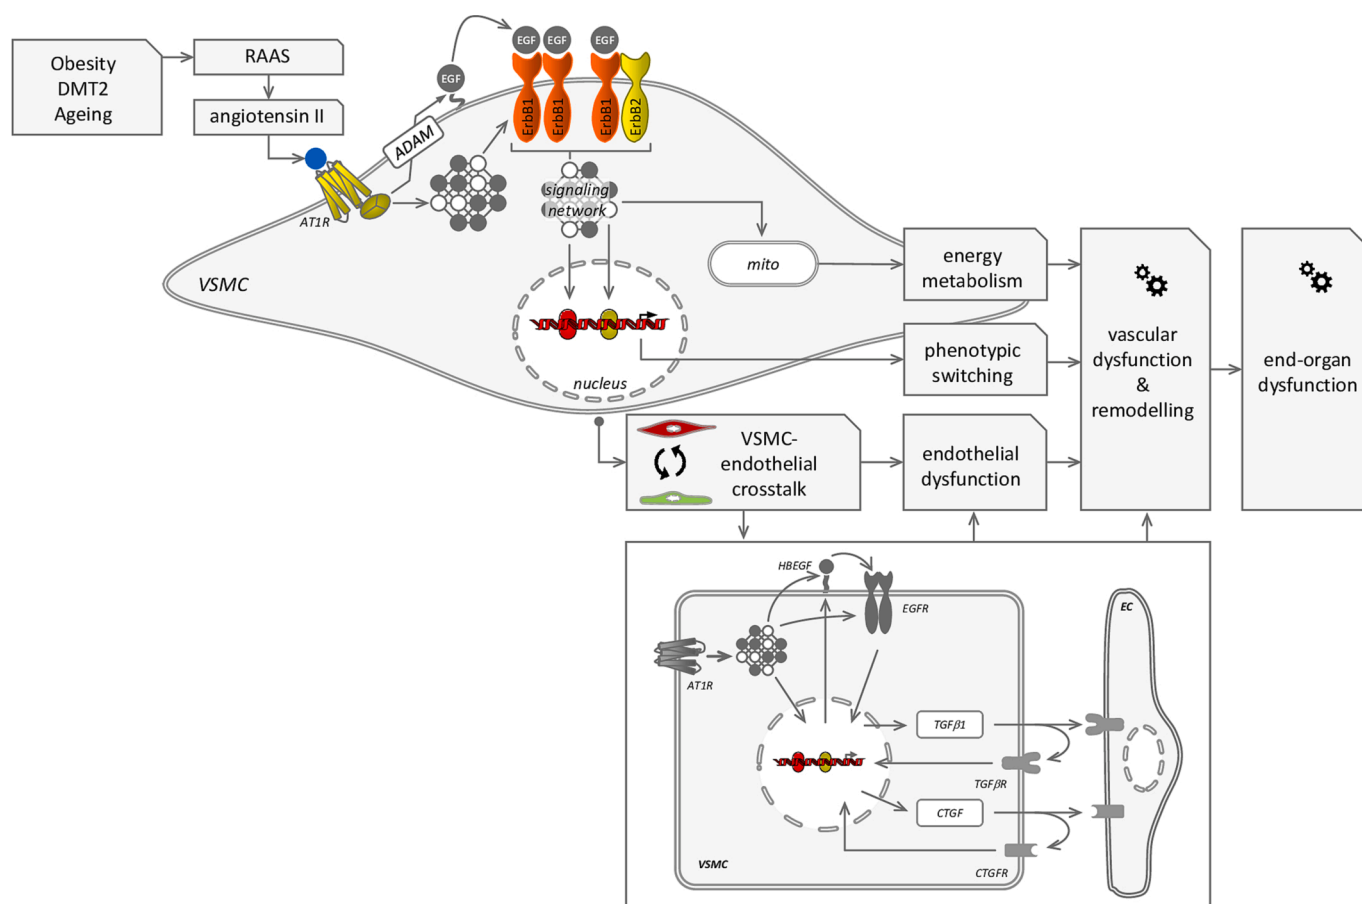 Obesity
DMT2
Ageing
RAAS
angiotensin II
EGF
EGF
EGF
EGF
ADAM
ErbB1
ErbB1
ErbB1
ErbB2
AT1R
signaling
network
VSMC
mito
nucleus
energy
metabolism
phenotypic
switching
VSMC-
endothelial
crosstalk
endothelial
dysfunction
vascular
dysfunction
&
remodelling
end-organ
dysfunction
HBEGF
EGFR
EC
AT1R
TGFβ1
TGFβR
CTGF
CTGFR
VSMC